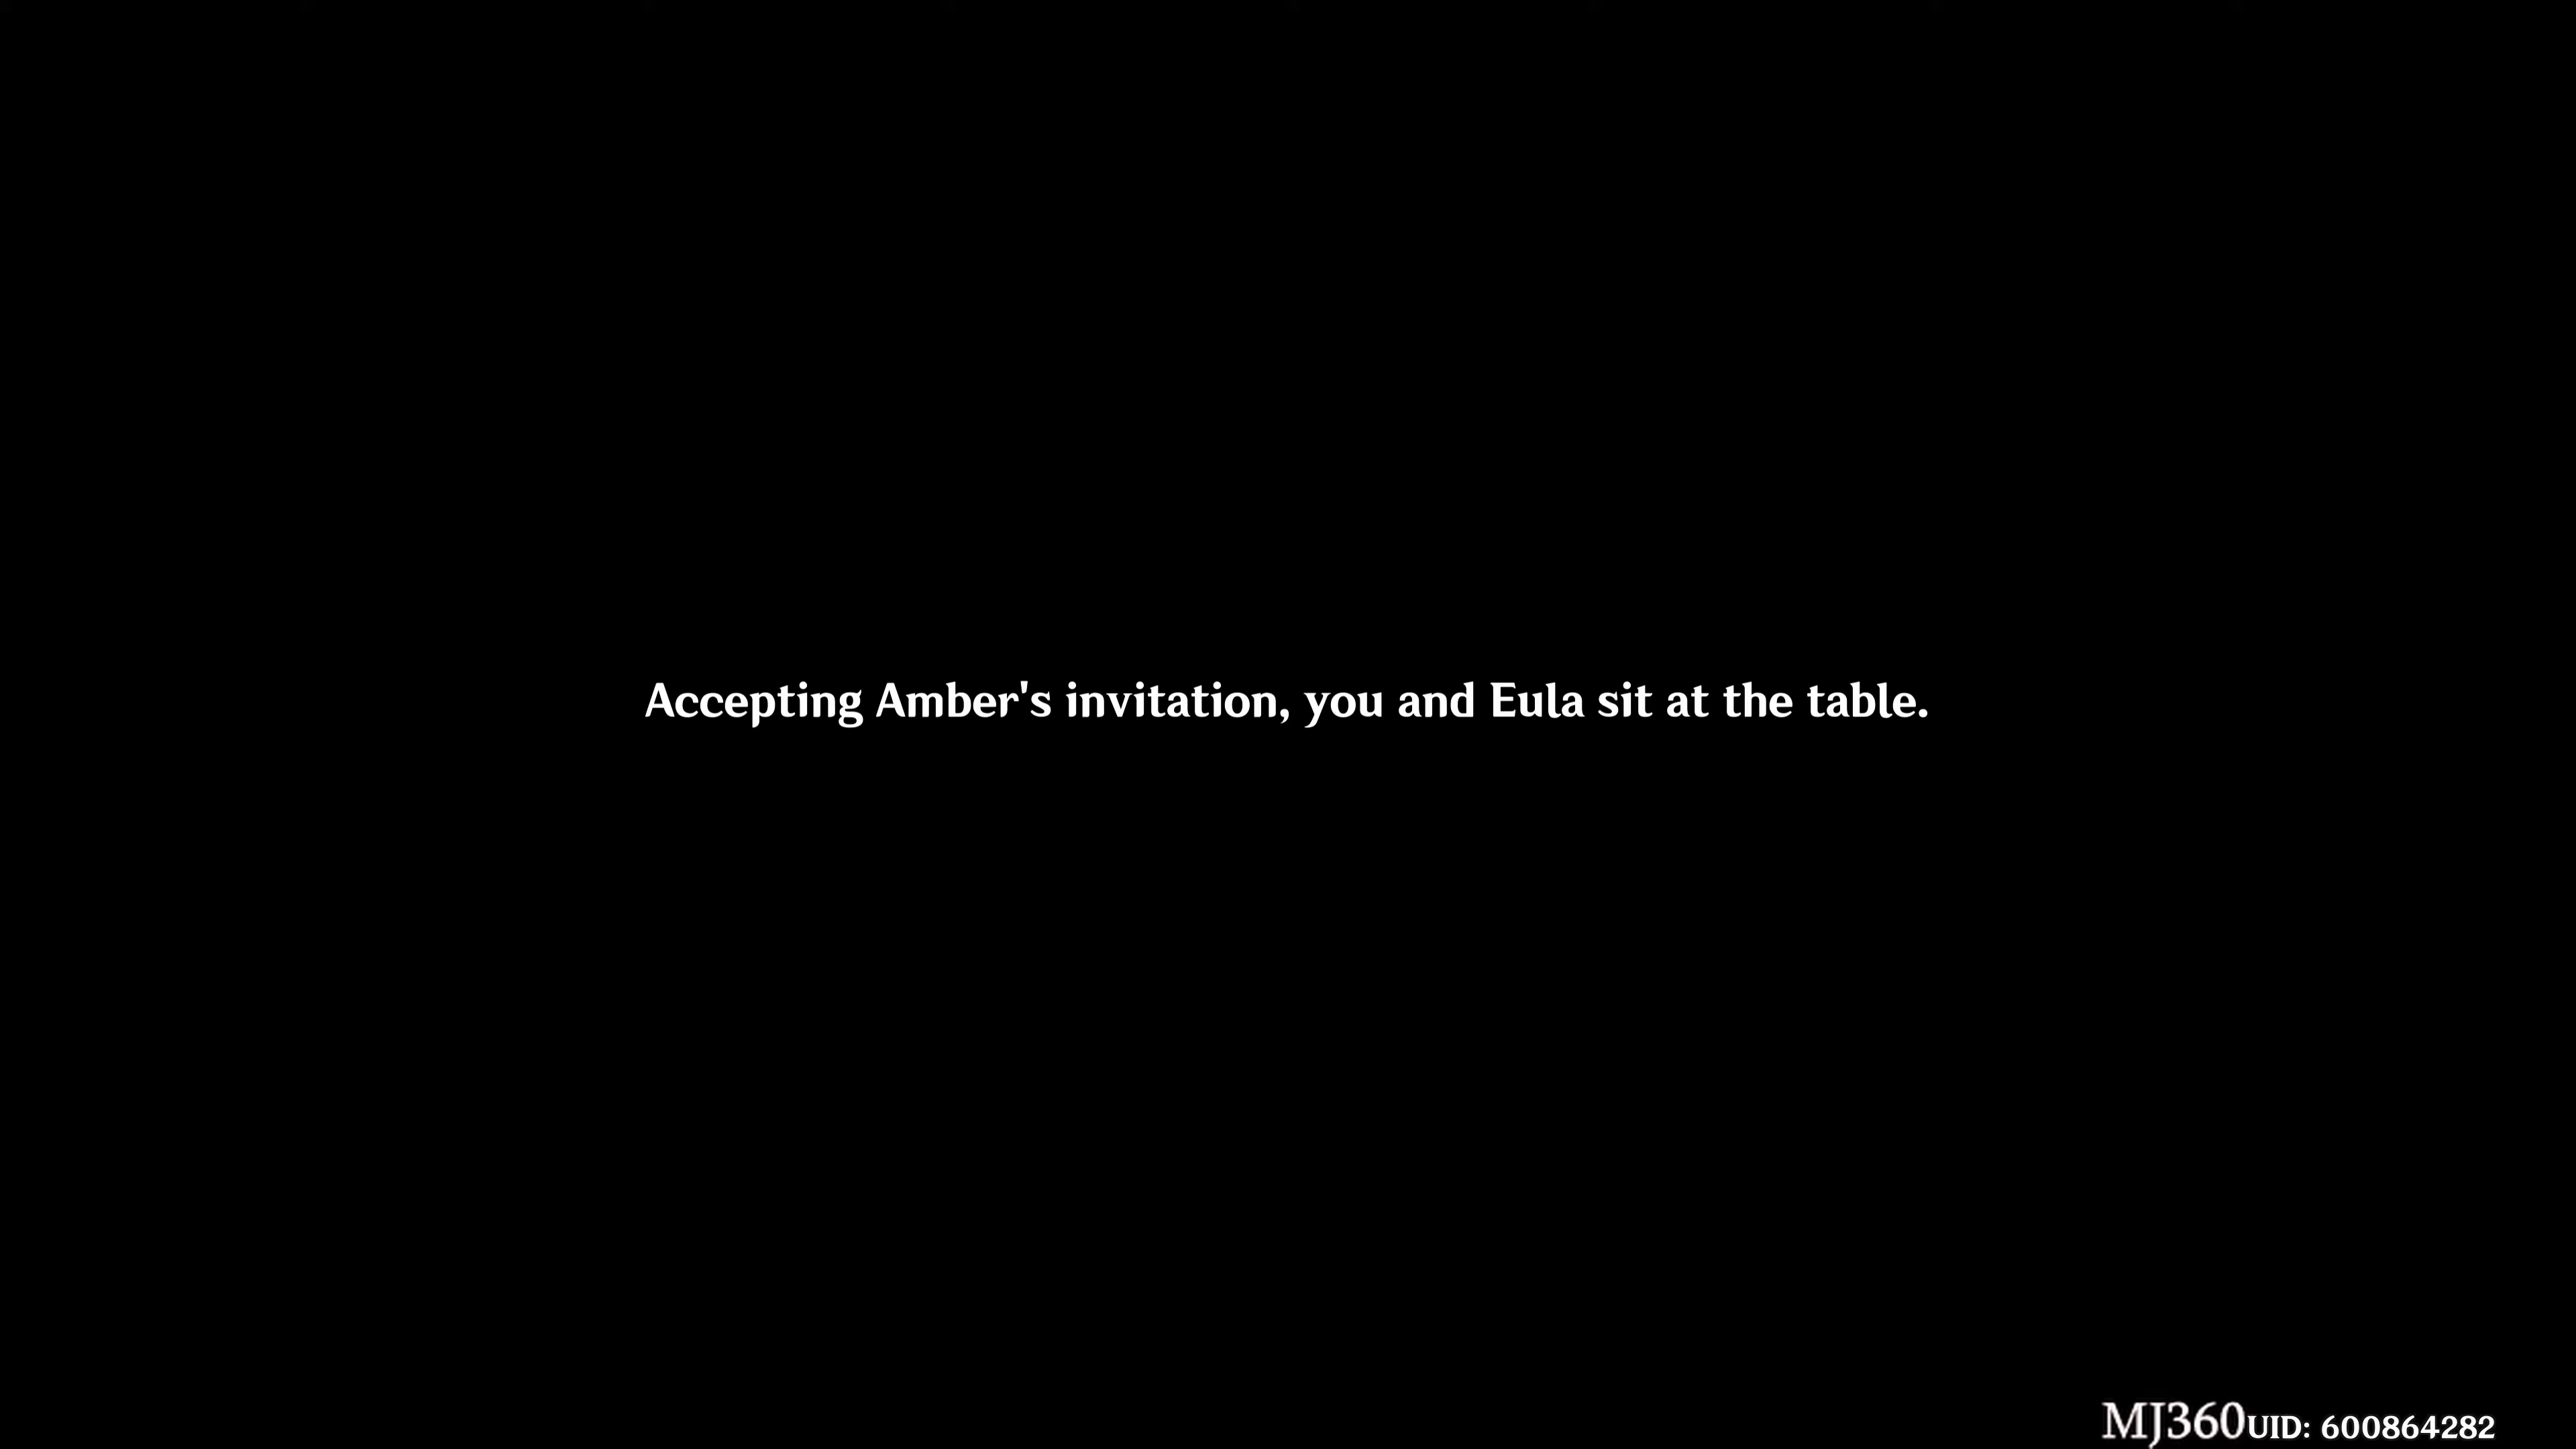 Accepting Amber's invitation, you and Eula sit at the table.
MJ360UID: 600864282